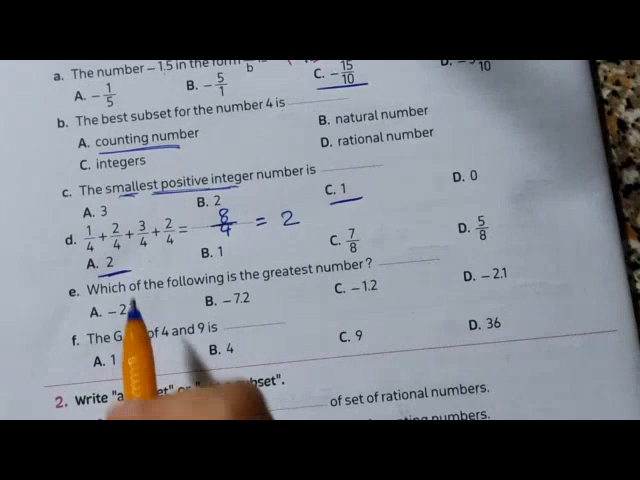 a. The number – 1.5 in the form b
A. – 1/5 B. – 5/1 C. – 15/10 D. 10
b. The best subset for the number 4 is
A. counting number B. natural number
C. integers D. rational number
c. The smallest positive integer number is
A. 3 B. 2 C. 1 D. 0
d. 1/4 + 2/4 + 3/4 + 2/4 = 8/4 = 2
A. 2 B. 1 C. 7/8 D. 5/8
e. Which of the following is the greatest number ?
A. – 2 B. – 7.2 C. – 1.2 D. – 2.1
f. The of 4 and 9 is
A. 1 B. 4 C. 9 D. 36
2. Write
of set of rational numbers.
numbers.